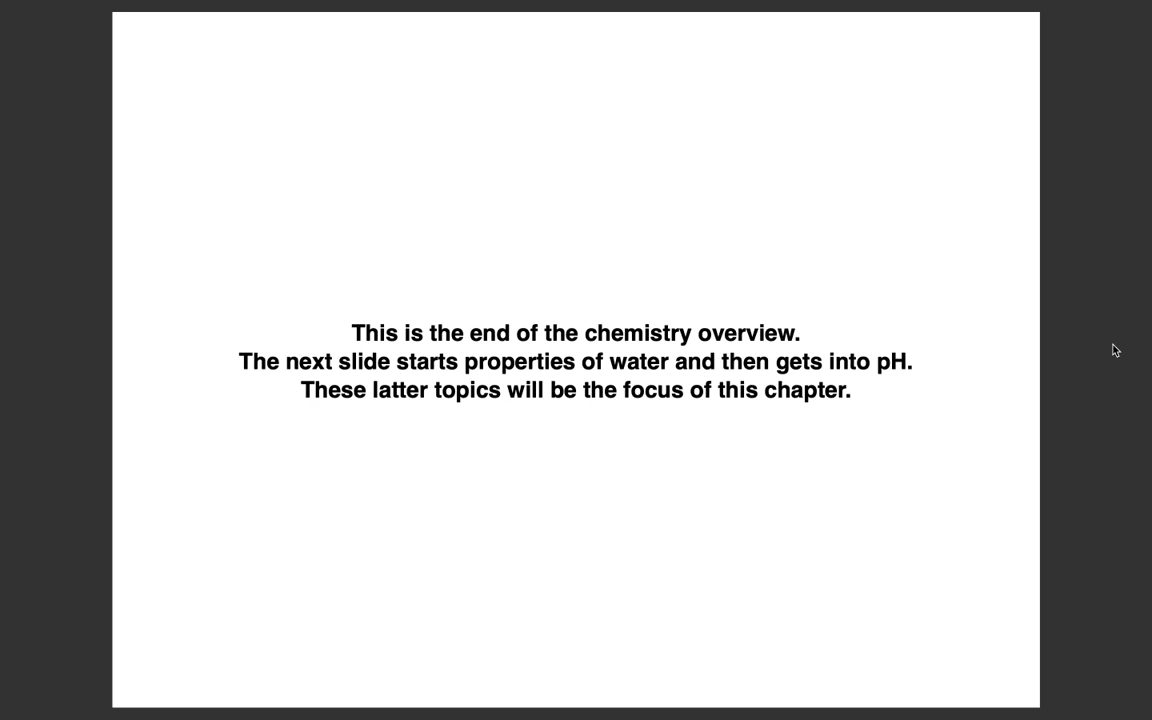 This is the end of the chemistry overview.
The next slide starts properties of water and then gets into pH.
These latter topics will be the focus of this chapter.